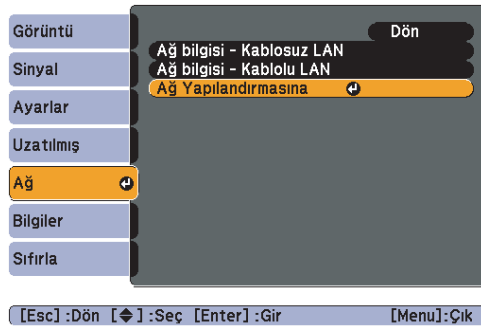 Görüntü
Sinyal
Ayarlar
Uzatılmış
Ağ
Bilgiler
Sıfırla
Dön
Ağ bilgisi - Kablosuz LAN
Ağ bilgisi - Kablolu LAN
Ağ Yapılandırmasına
[Esc] :Dön [◆] :Seç [Enter] :Gir [Menu]:Çık